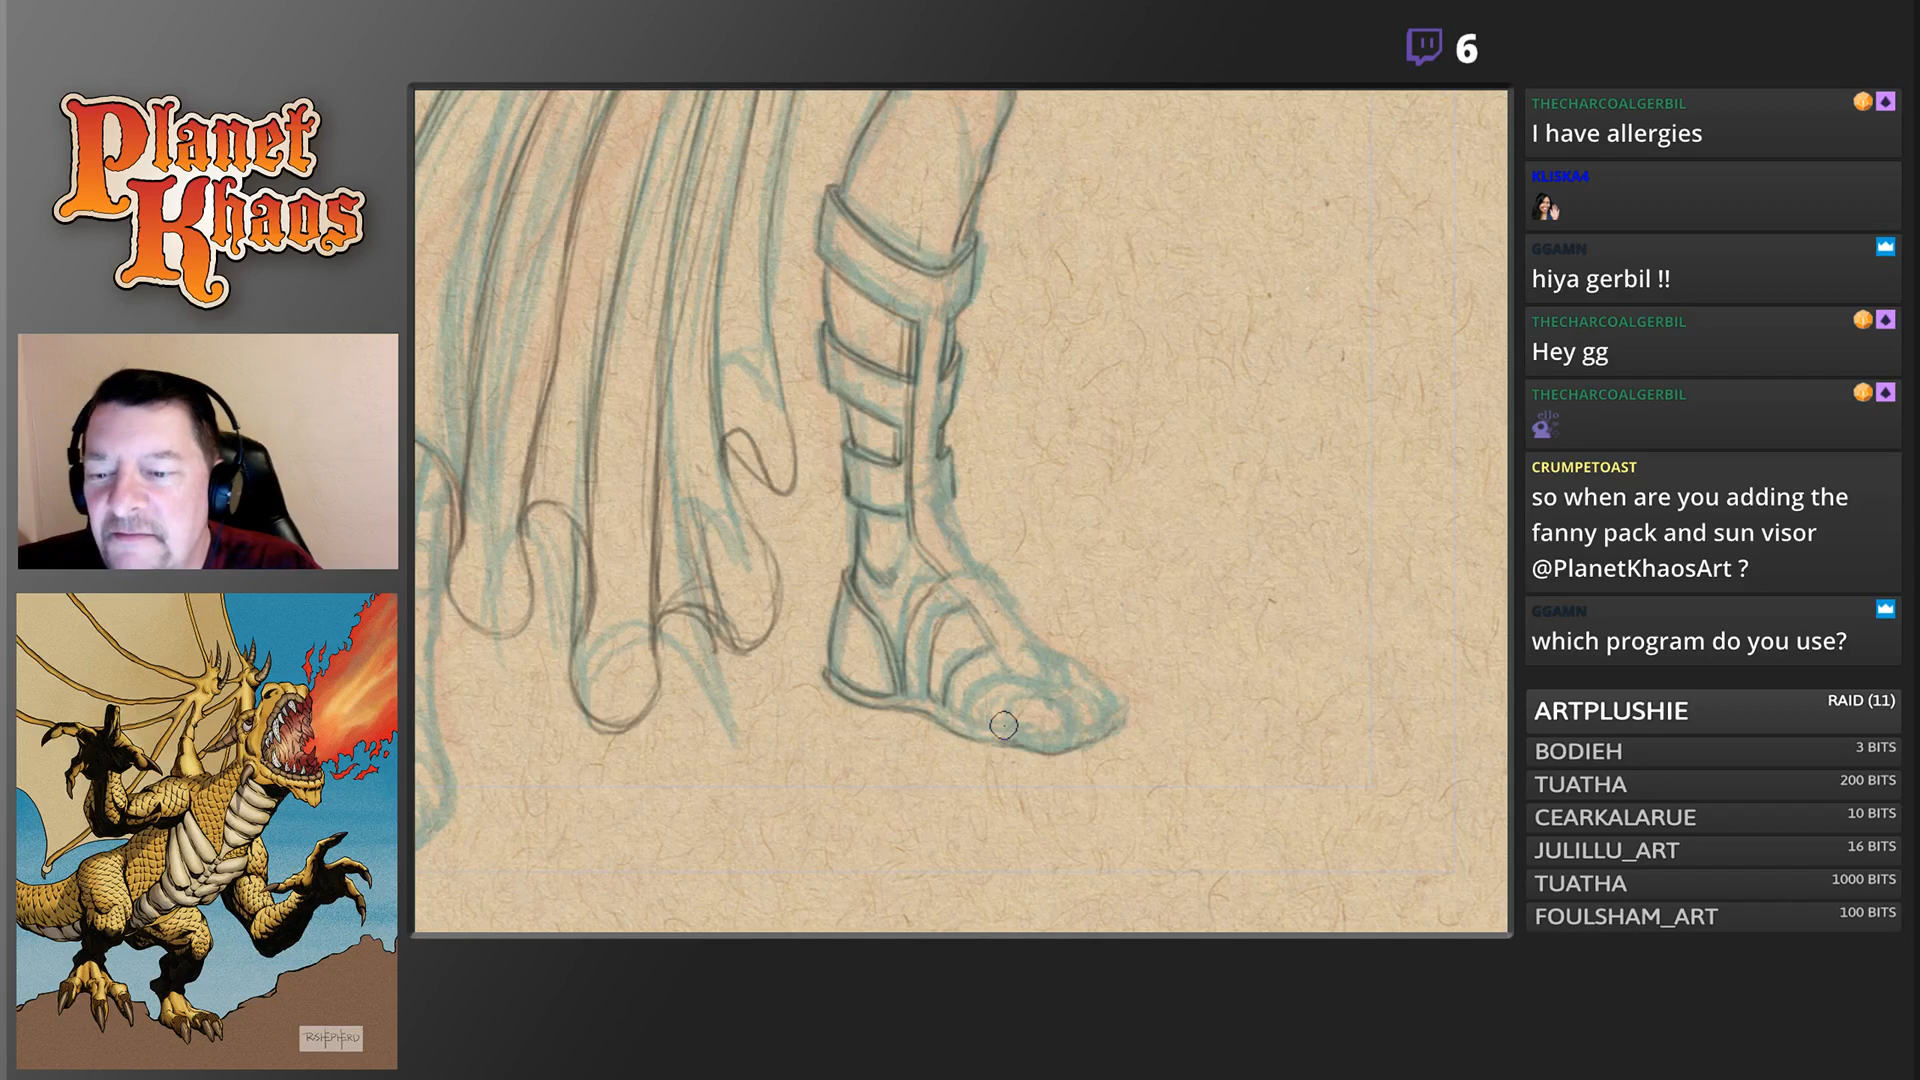 6
Planet
Khaos
THECHARCOALGERBIL
I have allergies
KLISKA4
GGAMN
hiya gerbil !!
THECHARCOALGERBIL
Hey gg
THECHARCOALGERBIL
ello
CRUMPETOAST
so when are you adding the
fanny pack and sun visor
@PlanetKhaosArt ?
GGAMN
which program do you use?
ARTPLUSHIE RAID (11)
BODIEH 3 BITS
TUATHA 200 BITS
CEARKALARUE 10 BITS
JULILLU_ART 16 BITS
TUATHA 1000 BITS
FOULSHAM_ART 100 BITS
R.SHEPHERD